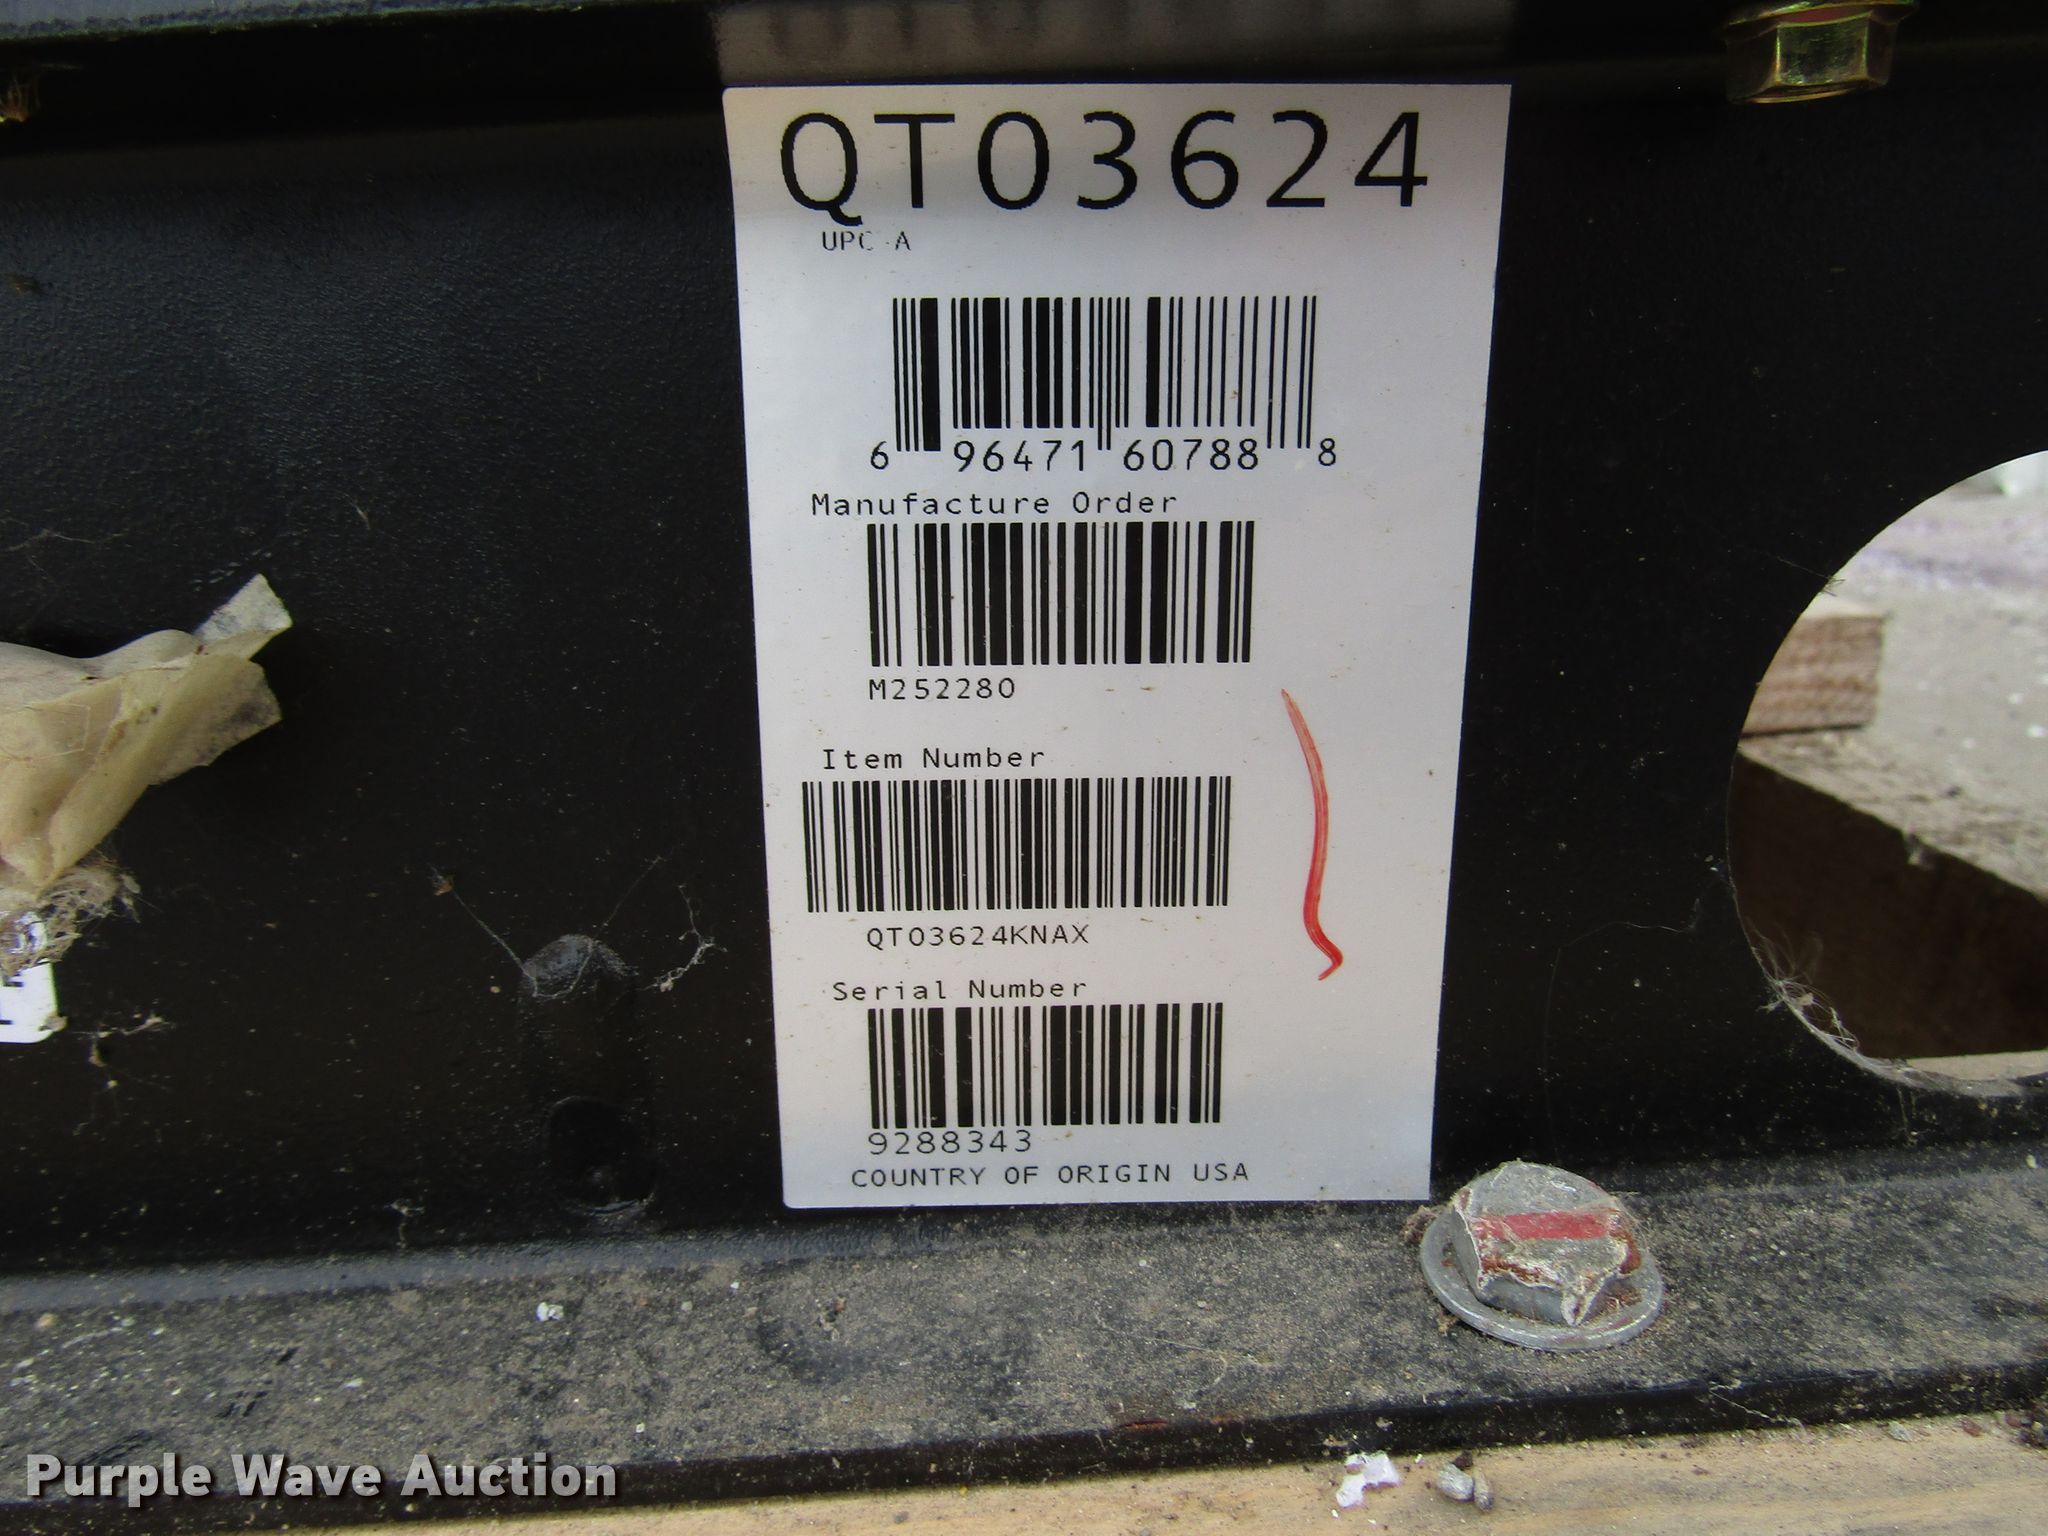 QT03624
UPC-A
6 96471 60788 8
Manufacture Order
M252280
Item Number
QT03624KNAX
Serial Number
9288343
COUNTRY OF ORIGIN USA
Purple Wave Auction